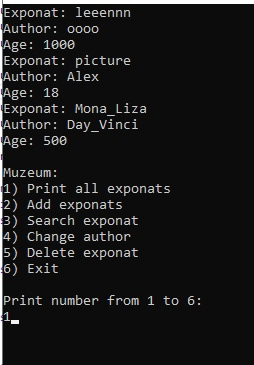 Exponat: leeennn
Author: oooo
Age: 1000
Exponat: picture
Author: Alex
Age: 18
Exponat: Mona_Liza
Author: Day_Vinci
Age: 500
Muzeum:
1) Print all exponats
2) Add exponats
3) Search exponat
4) Change author
5) Delete exponat
6) Exit
Print number from 1 to 6:
1